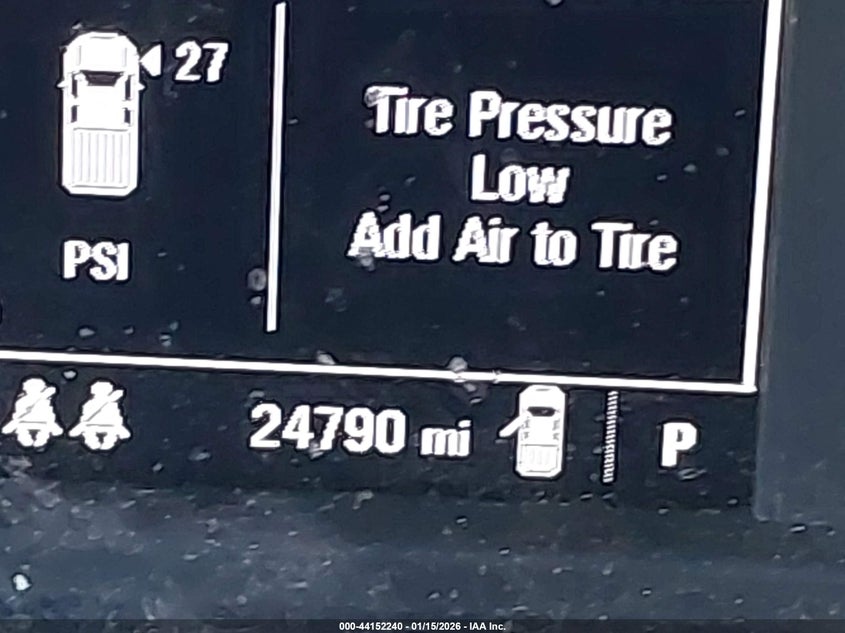 27
PSI
Tire Pressure
Low
Add Air to Tire
24790 mi
P
000-44152240 - 01/15/2026 - IAA Inc.